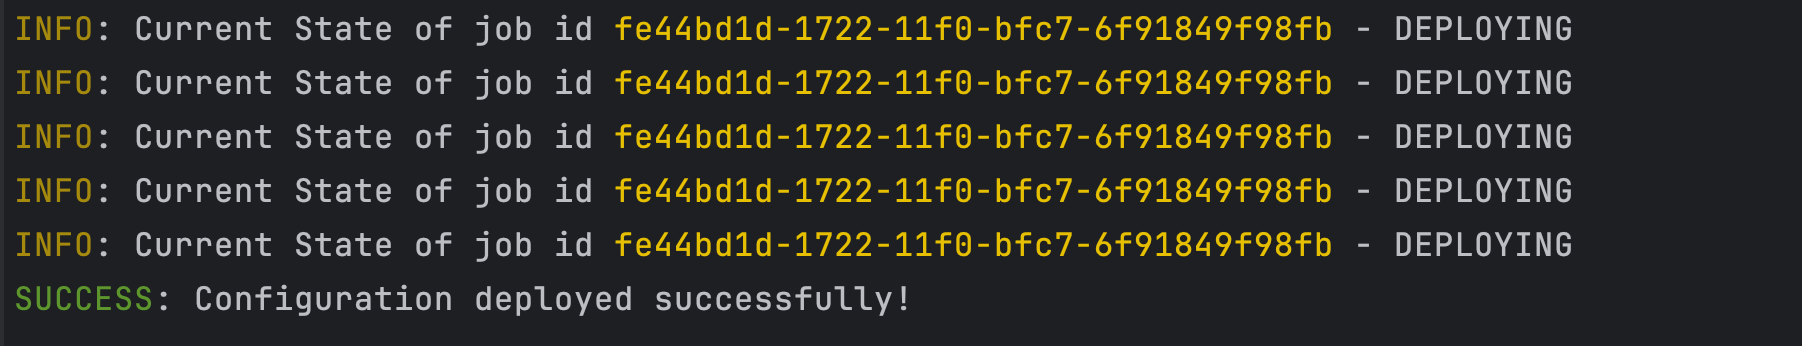 INFO: Current State of job id fe44bd1d-1722-11f0-bfc7-6f91849f98fb - DEPLOYING
INFO: Current State of job id fe44bd1d-1722-11f0-bfc7-6f91849f98fb - DEPLOYING
INFO: Current State of job id fe44bd1d-1722-11f0-bfc7-6f91849f98fb - DEPLOYING
INFO: Current State of job id fe44bd1d-1722-11f0-bfc7-6f91849f98fb - DEPLOYING
INFO: Current State of job id fe44bd1d-1722-11f0-bfc7-6f91849f98fb - DEPLOYING
SUCCESS: Configuration deployed successfully!